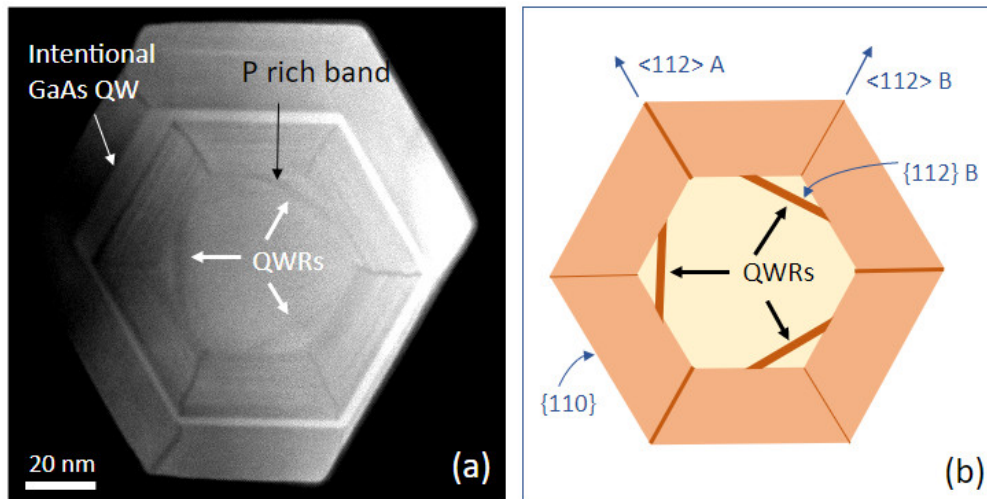 Intentional
GaAs QW
P rich band
QWRs
20 nm
(a)
<112> A
<112> B
{112} B
QWRs
{110}
(b)